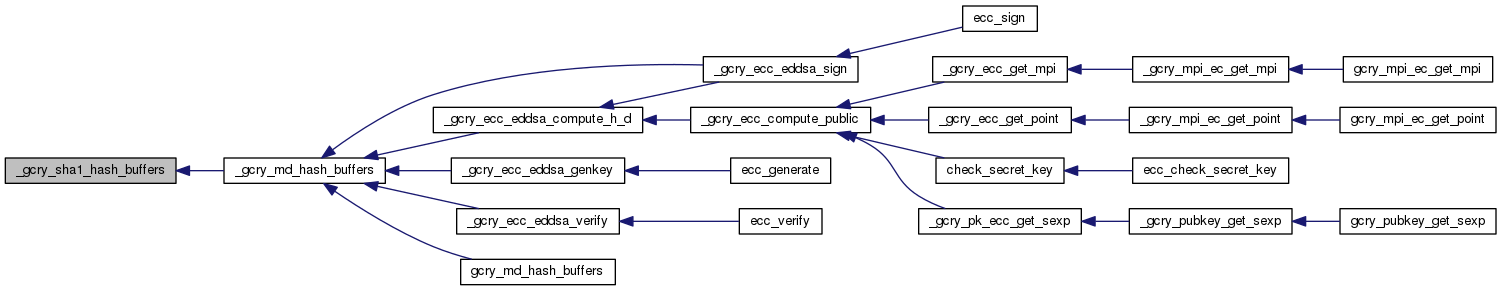 ecc_sign
_gcry_ecc_eddsa_sign
_gcry_ecc_get_mpi
_gcry_mpi_ec_get_mpi
gcry_mpi_ec_get_mpi
_gcry_ecc_eddsa_compute_h_d
_gcry_ecc_compute_public
_gcry_ecc_get_point
_gcry_mpi_ec_get_point
gcry_mpi_ec_get_point
_gcry_sha1_hash_buffers
_gcry_md_hash_buffers
_gcry_ecc_eddsa_genkey
ecc_generate
check_secret_key
ecc_check_secret_key
_gcry_ecc_eddsa_verify
ecc_verify
_gcry_pk_ecc_get_sexp
_gcry_pubkey_get_sexp
gcry_pubkey_get_sexp
gcry_md_hash_buffers